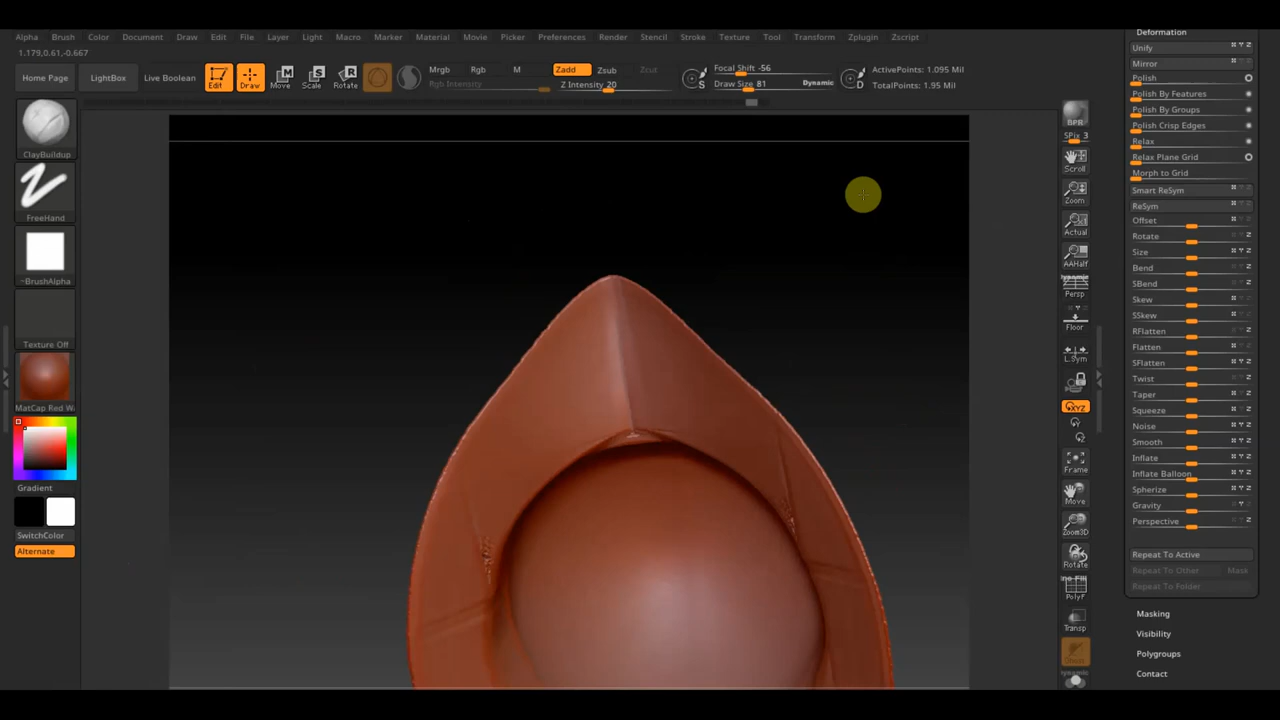 Alpha Brush Color Document Draw Edit File Layer Light Macro Marker Material Movie Picker Preferences Render Stencil Stroke Texture Tool Transform Zplugin Zscript
1.179,0.61,-0.667
Home Page
LightBox
Live Boolean
Edit
Draw
Move
Scale
Rotate
Mrgb Rgb M
Rgb Intensity
Zadd Zsub Zcut
Z Intensity 20
S
Focal Shift -56
Draw Size 81 Dynamic
D
ActivePoints: 1.095 Mil
TotalPoints: 1.95 Mil
ClayBuildup
FreeHand
~BrushAlpha
Texture Off
MatCap Red W
Gradient
SwitchColor
Alternate
BPR
SPix 3
Scroll
Zoom
Actual
AAHalf
Dynamic
Persp
Floor
L.Sym
XYZ
Frame
Move
Zoom3D
Rotate
PolyF
Transp
Dynamic
Deformation
Unify
Mirror
Polish
Polish By Features
Polish By Groups
Polish Crisp Edges
Relax
Relax Plane Grid
Morph to Grid
Smart ReSym
ReSym
Offset
Rotate
Size
Bend
SBend
Skew
SSkew
RFlatten
Flatten
SFlatten
Twist
Taper
Squeeze
Noise
Smooth
Inflate
Inflate Balloon
Spherize
Gravity
Perspective
Repeat To Active
Repeat To Other Mask
Repeat To Folder
Masking
Visibility
Polygroups
Contact